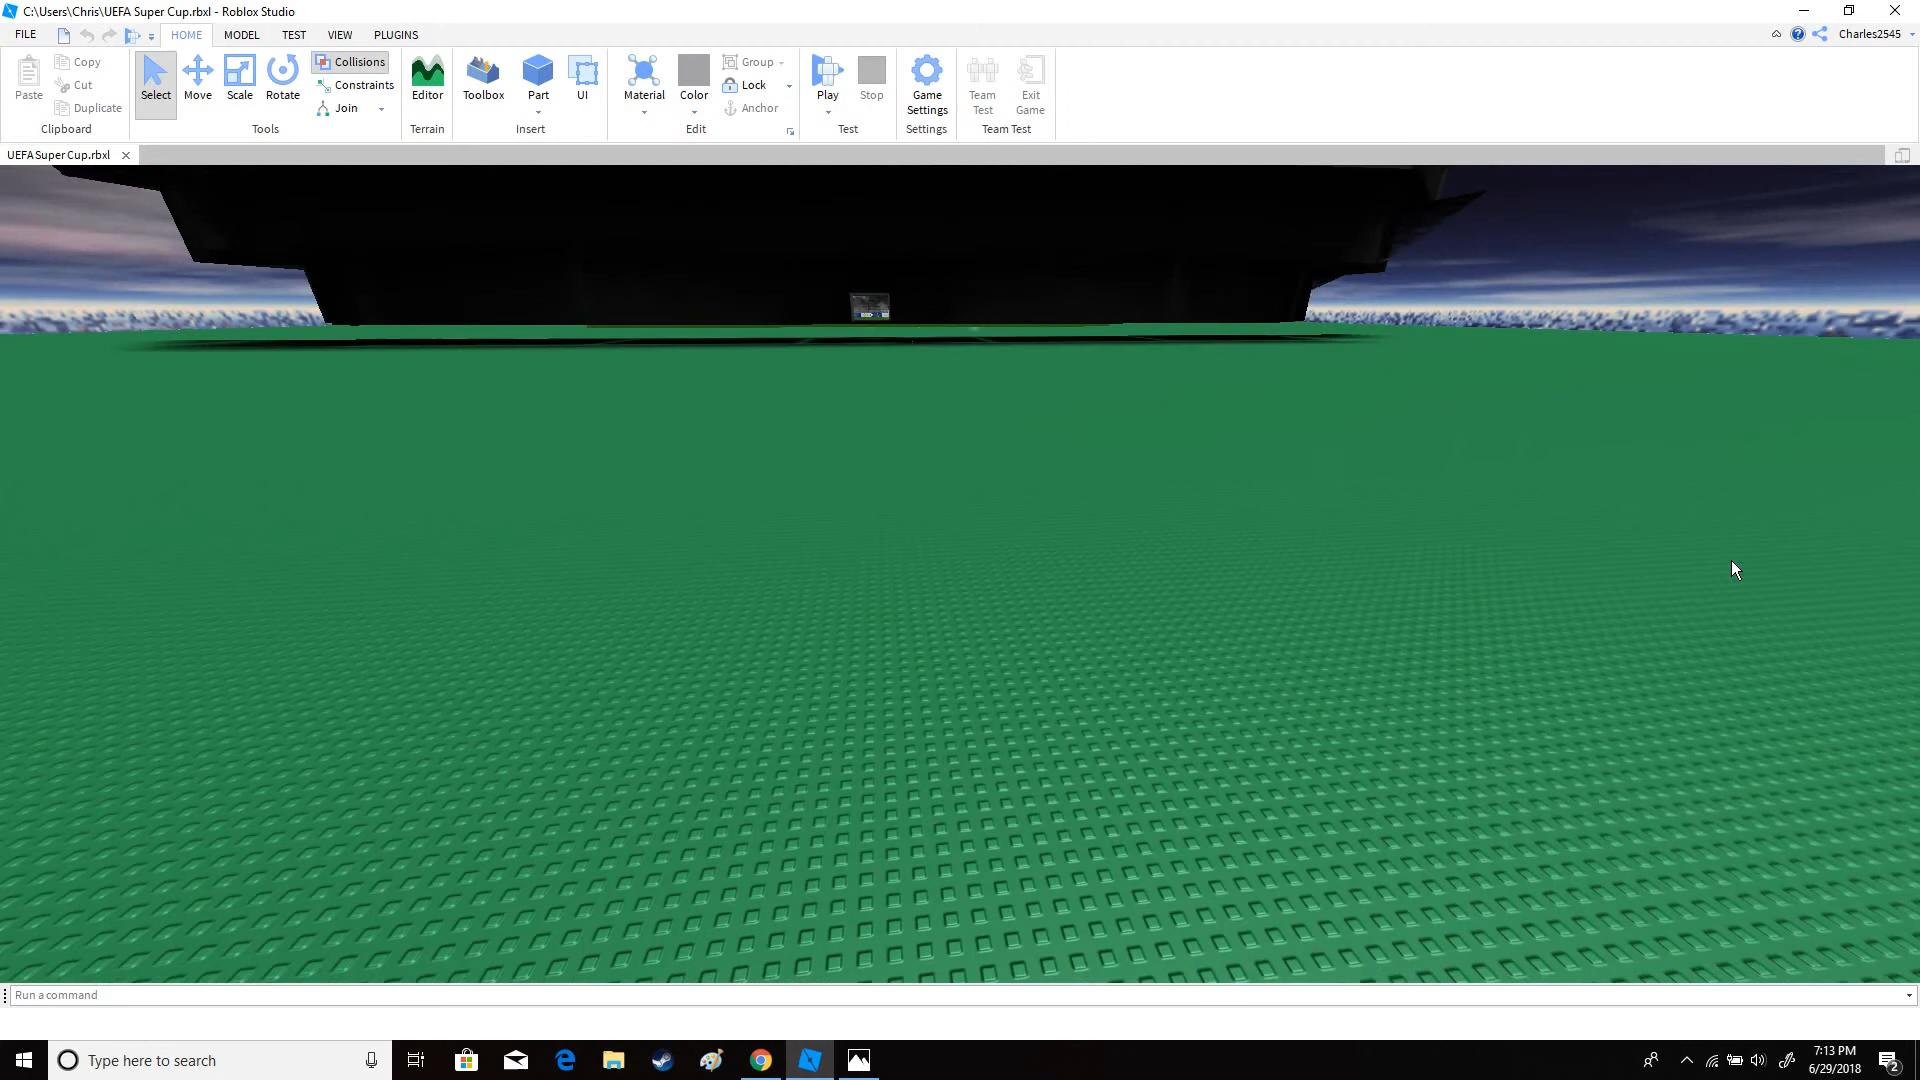 C:\Users\Chris\UEFA Super Cup.rbxl - Roblox Studio
FILE HOME MODEL TEST VIEW PLUGINS Charles2545
Paste
Copy
Cut
Duplicate
Clipboard
Select Move Scale Rotate
Collisions
Constraints
Join
Tools
Editor
Terrain
Toolbox Part UI
Insert
Material Color
Group
Lock
Anchor
Edit
Play Stop
Test
Game
Settings
Settings
Team
Test
Exit
Game
Team Test
UEFA Super Cup.rbxl
Run a command
Type here to search
7:13 PM
6/29/2018
2